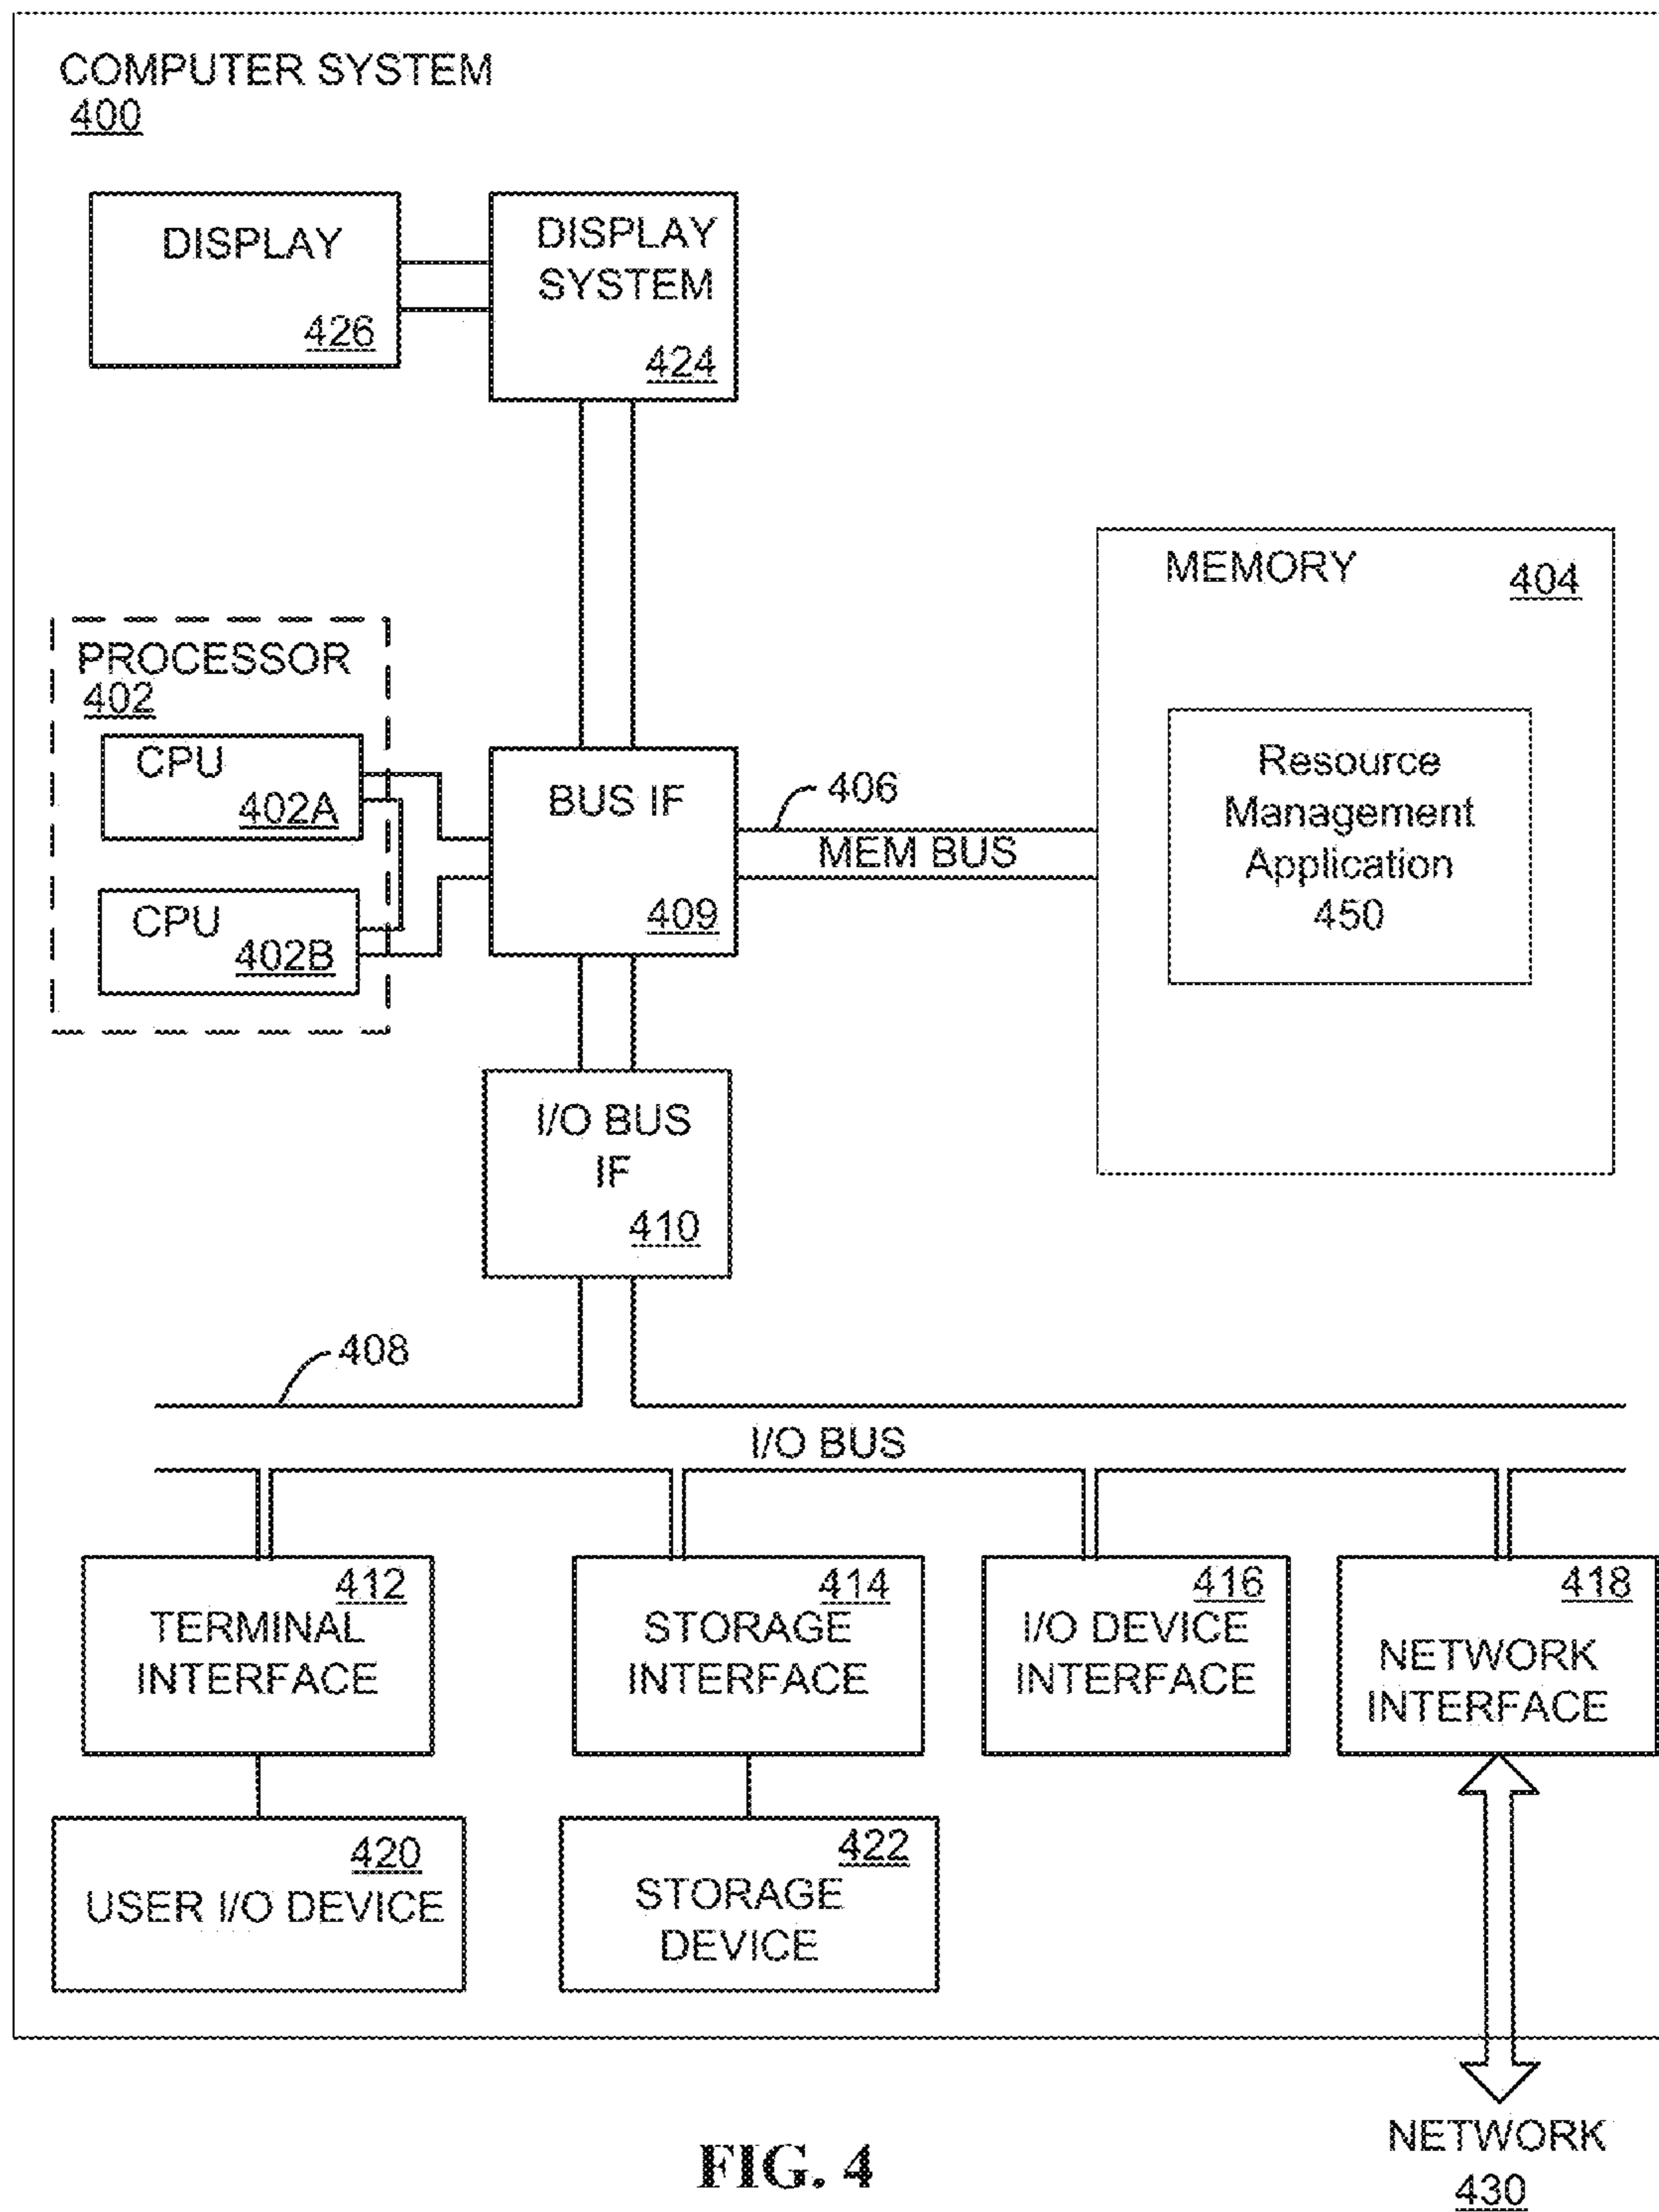 COMPUTER SYSTEM
400
DISPLAY
426
DISPLAY
SYSTEM
424
MEMORY
404
PROCESSOR
402
CPU
402A
CPU
402B
BUS IF
409
406
MEM BUS
Resource
Management
Application
450
I/O BUS
IF
410
408
I/O BUS
412
TERMINAL
INTERFACE
414
STORAGE
INTERFACE
416
I/O DEVICE
INTERFACE
418
NETWORK
INTERFACE
420
USER I/O DEVICE
422
STORAGE
DEVICE
NETWORK
430
FIG. 4